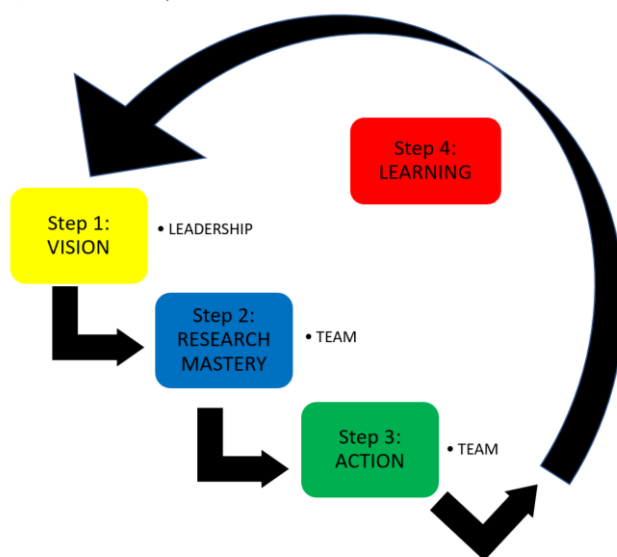 Step 4:
LEARNING
Step 1:
VISION
• LEADERSHIP
Step 2:
RESEARCH
MASTERY
• TEAM
Step 3:
ACTION
• TEAM